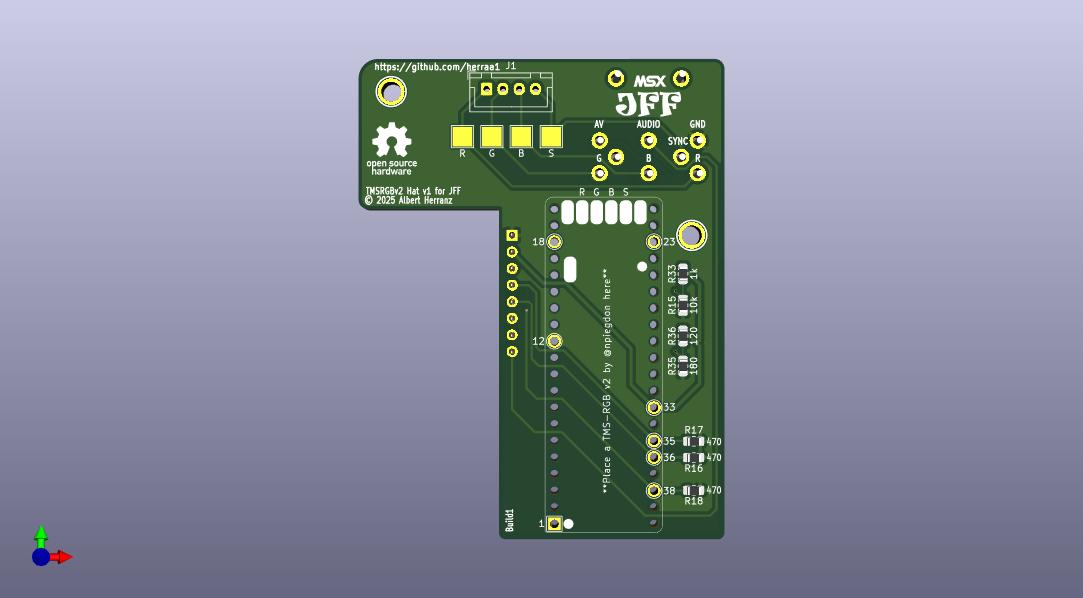 https://github.com/herraa1 J1
MSX
JFF
AV AUDIO GND
SYNC
R G B S
G B R
open source
hardware
TMSRGBv2 Hat v1 for JFF
© 2025 Albert Herranz
R G B S
18 23
R33 1k
R15 10k
R36 120
R35 180
12
**Place a TMS-RGB v2 by @npiegdon here**
33
R17
35 470
36 470
R16
38 470
R18
Build1
1